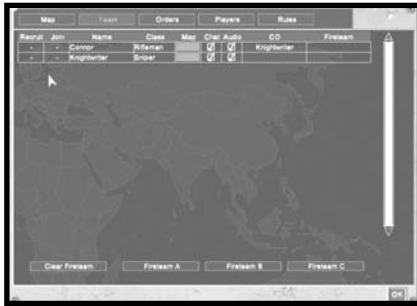 Map Team Orders Players Rules
Recruit Join Name Class Map Chat Audio CO Fireteam
- - Connor Rifleman Knightwriter
- - Knightwriter Sniper
Clear Fireteam Fireteam A Fireteam B Fireteam C
OK